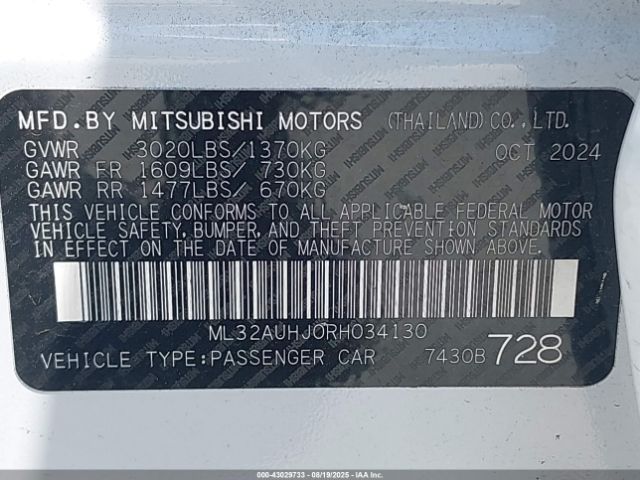 MFD.BY MITSUBISHI MOTORS (THAILAND)CO.,LTD.
GVWR 3020LBS/1370KG OCT 2024
GAWR FR 1609LBS/ 730KG
GAWR RR 1477LBS/ 670KG
THIS VEHICLE CONFORMS TO ALL APPLICABLE FEDERAL MOTOR
VEHICLE SAFETY, BUMPER, AND THEFT PREVENTION STANDARDS
IN EFFECT ON THE DATE OF MANUFACTURE SHOWN ABOVE.
ML32AUHJ0RH034130
VEHICLE TYPE:PASSENGER CAR 7430B 728
000-43029733 - 08/19/2025 - IAAI.COM